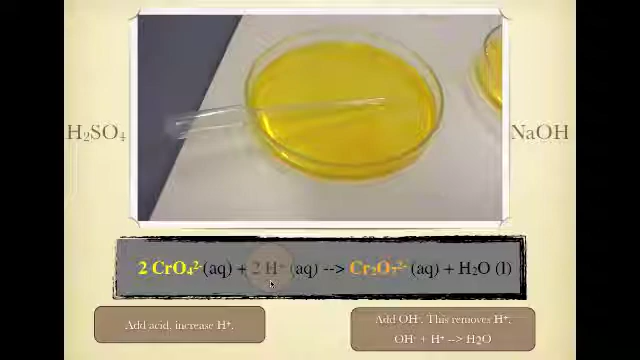 H₂SO₄
NaOH
2 CrO₄²⁻(aq) + 2 H⁺ (aq) --> Cr₂O₇²⁻ (aq) + H₂O (l)
Add acid, increase H⁺.
Add OH⁻. This removes H⁺.
OH⁻ + H⁺ --> H₂O